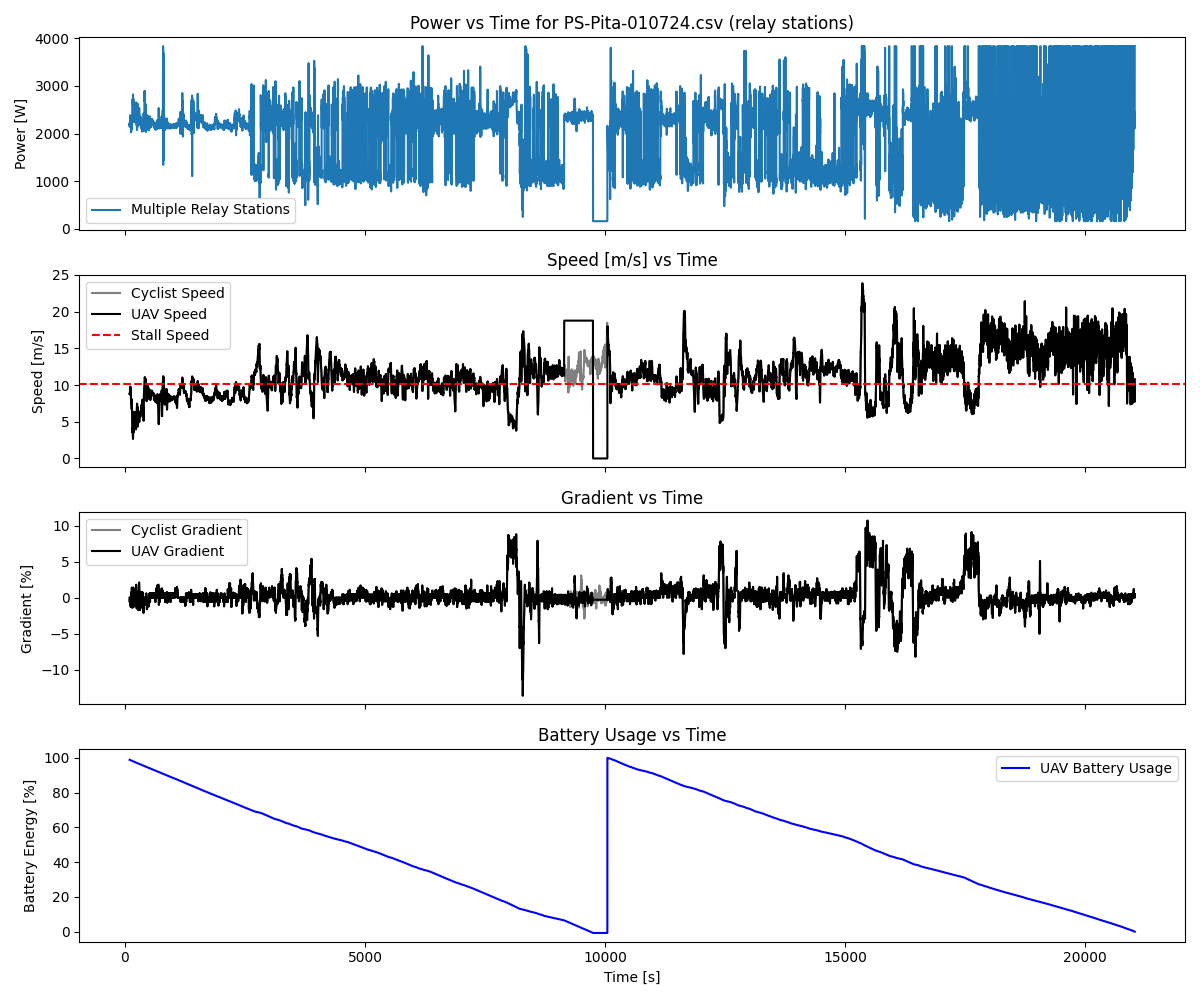 Power vs Time for PS-Pita-010724.csv (relay stations)
4000
3000
2000
1000
0
Power [W]
Multiple Relay Stations
Speed [m/s] vs Time
25
20
15
10
5
0
Speed [m/s]
Cyclist Speed
UAV Speed
Stall Speed
Gradient vs Time
10
5
0
−5
−10
Gradient [%]
Cyclist Gradient
UAV Gradient
Battery Usage vs Time
100
80
60
40
20
0
Battery Energy [%]
UAV Battery Usage
0
5000
10000
15000
20000
Time [s]